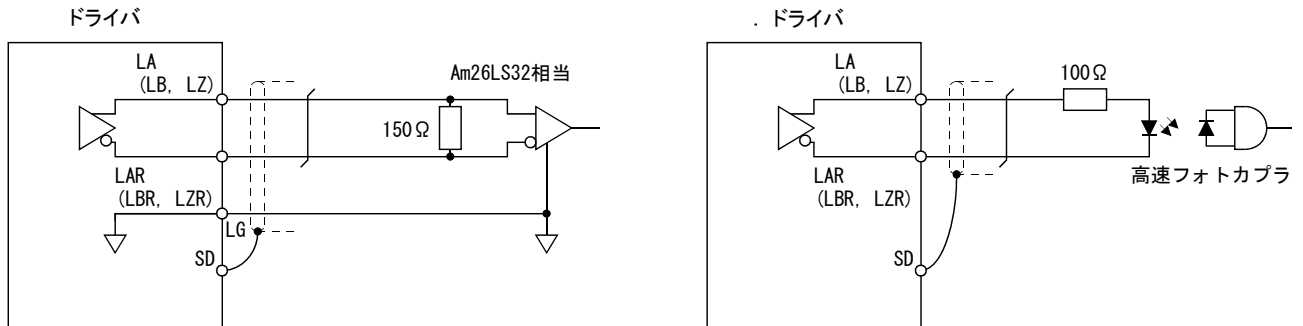 ドライバ
LA
(LB, LZ)
Am26LS32相当
150Ω
LAR
(LBR, LZR)
LG
SD
. ドライバ
LA
(LB, LZ)
100Ω
LAR
(LBR, LZR)
高速フォトカプラ
SD